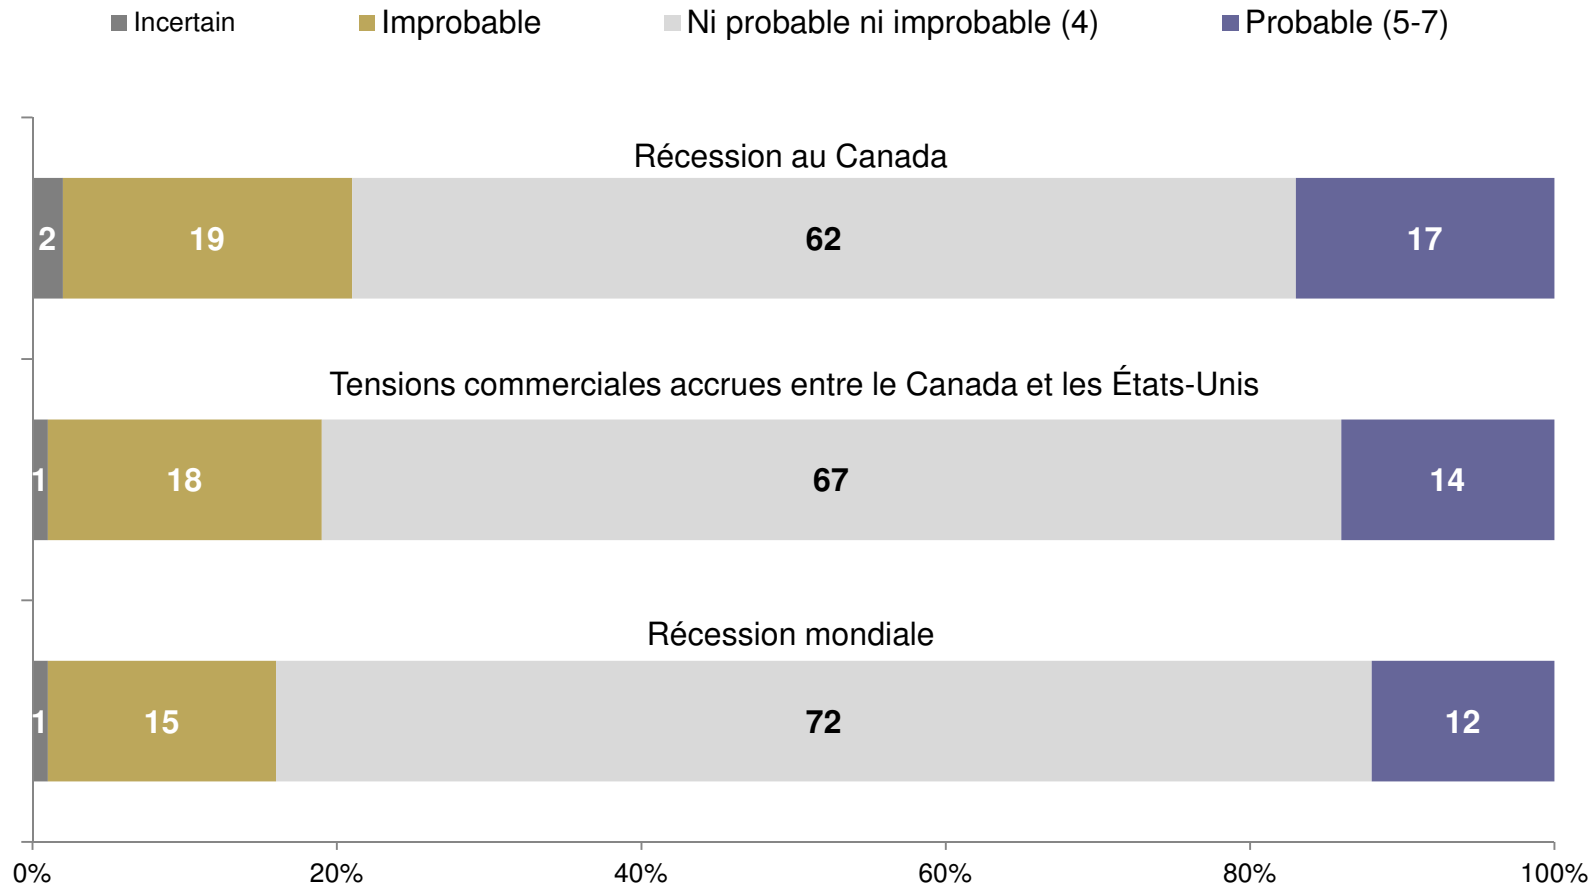 Incertain Improbable Ni probable ni improbable (4) Probable (5-7)
Récession au Canada
2 19 62 17
Tensions commerciales accrues entre le Canada et les États-Unis
1 18 67 14
Récession mondiale
1 15 72 12
0% 20% 40% 60% 80% 100%